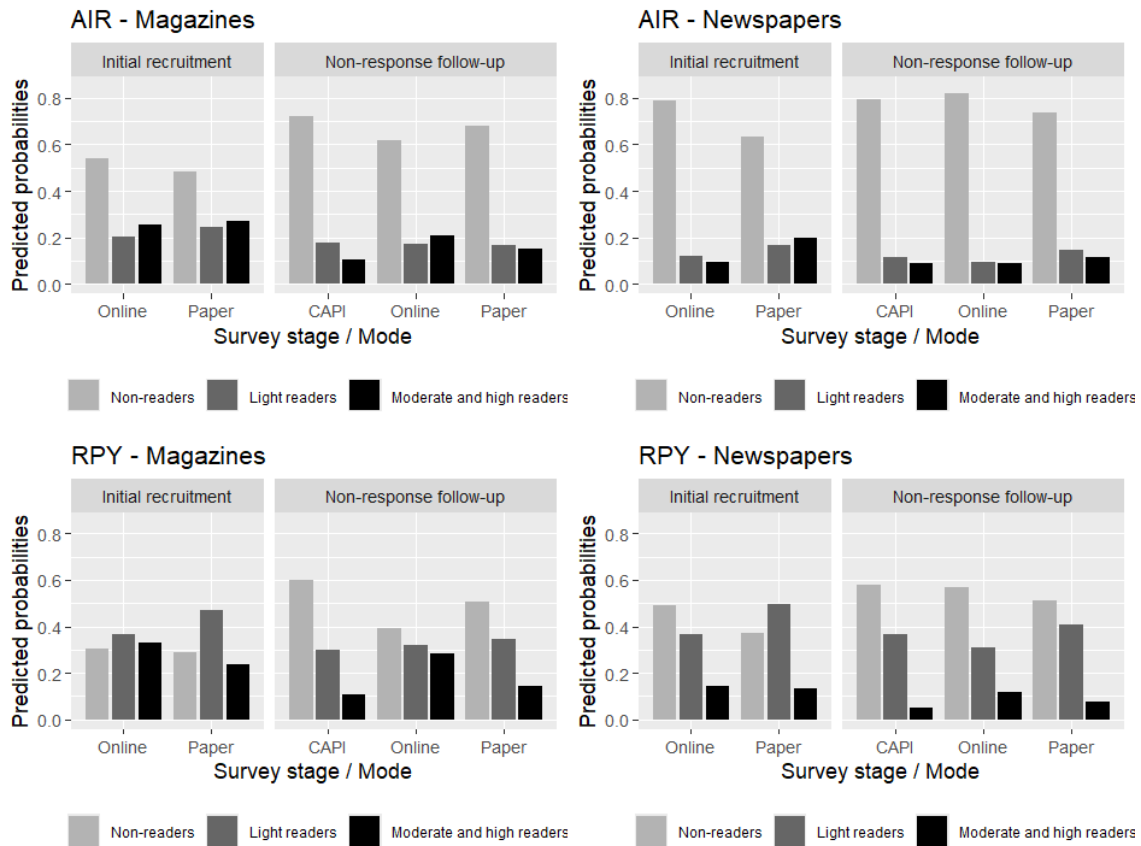 AIR - Magazines
Initial recruitment
Non-response follow-up
Predicted probabilities
0.8
0.6
0.4
0.2
0.0
Online
Paper
CAPI
Online
Paper
Survey stage / Mode
Non-readers
Light readers
Moderate and high readers
AIR - Newspapers
Initial recruitment
Non-response follow-up
Predicted probabilities
0.8
0.6
0.4
0.2
0.0
Online
Paper
CAPI
Online
Paper
Survey stage / Mode
Non-readers
Light readers
Moderate and high readers
RPY - Magazines
Initial recruitment
Non-response follow-up
Predicted probabilities
0.8
0.6
0.4
0.2
0.0
Online
Paper
CAPI
Online
Paper
Survey stage / Mode
Non-readers
Light readers
Moderate and high readers
RPY - Newspapers
Initial recruitment
Non-response follow-up
Predicted probabilities
0.8
0.6
0.4
0.2
0.0
Online
Paper
CAPI
Online
Paper
Survey stage / Mode
Non-readers
Light readers
Moderate and high readers